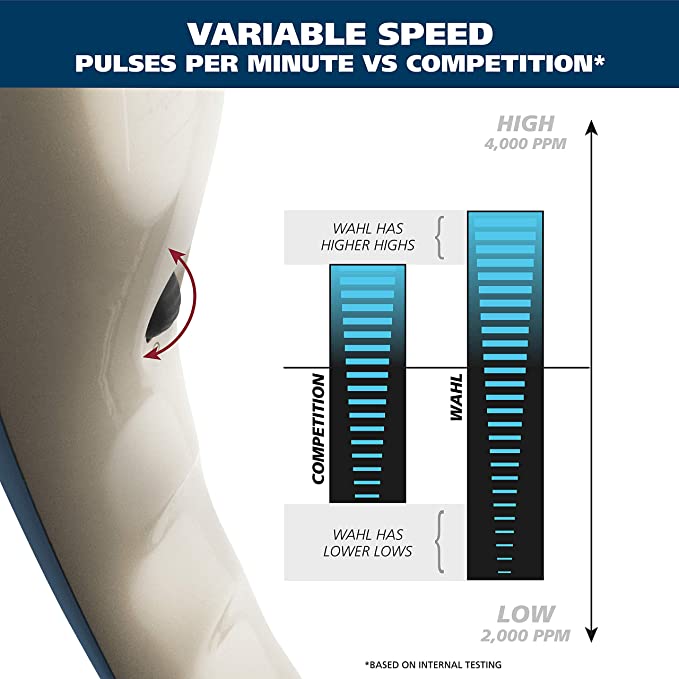 VARIABLE SPEED
PULSES PER MINUTE VS COMPETITION*
HIGH
4,000 PPM
WAHL HAS
HIGHER HIGHS
COMPETITION
WAHL
WAHL HAS
LOWER LOWS
LOW
2,000 PPM
*BASED ON INTERNAL TESTING